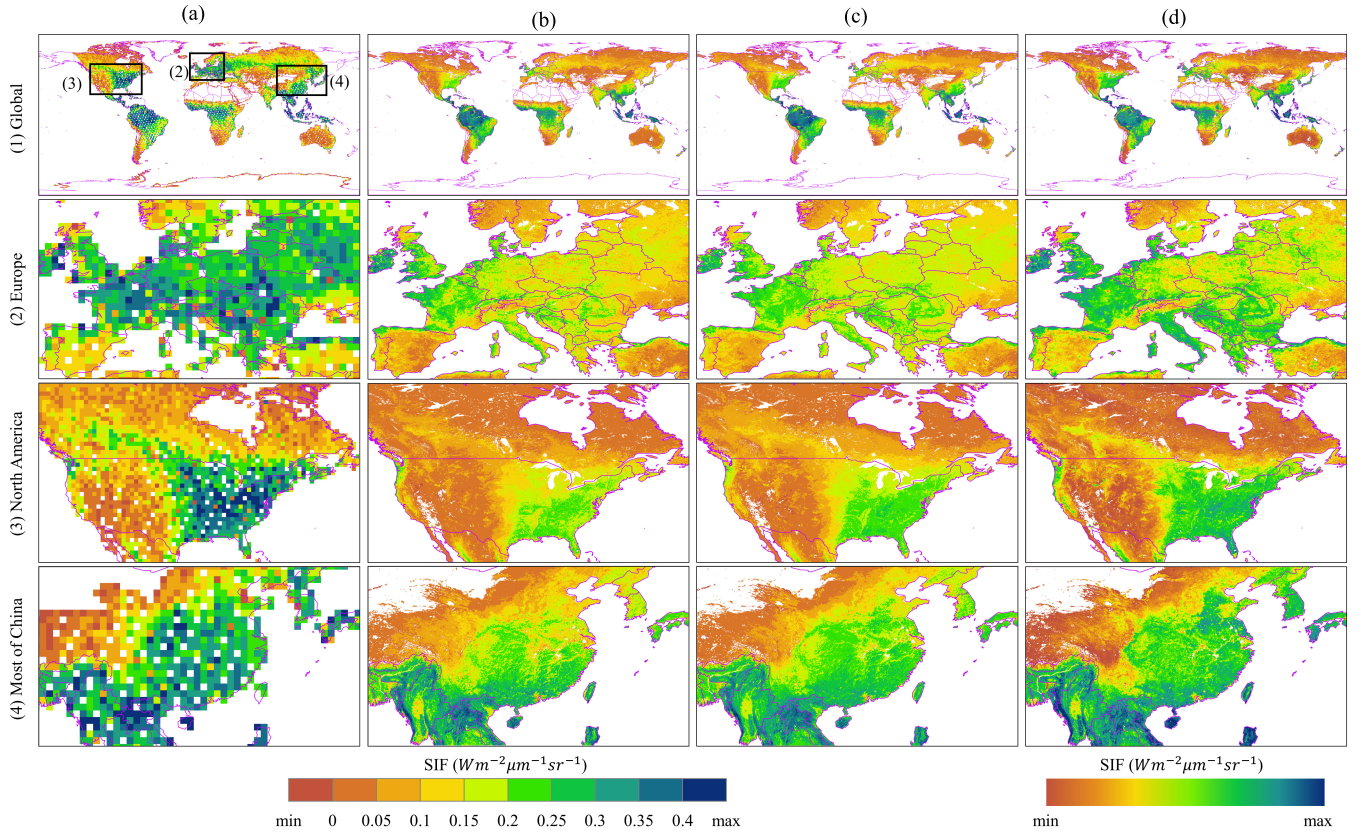 (a) (b) (c) (d)
(1) Global
(2)
(3)
(4)
(2) Europe
(3) North America
(4) Most of China
SIF (Wm⁻²μm⁻¹sr⁻¹)
min 0 0.05 0.1 0.15 0.2 0.25 0.3 0.35 0.4 max
SIF (Wm⁻²μm⁻¹sr⁻¹)
min max